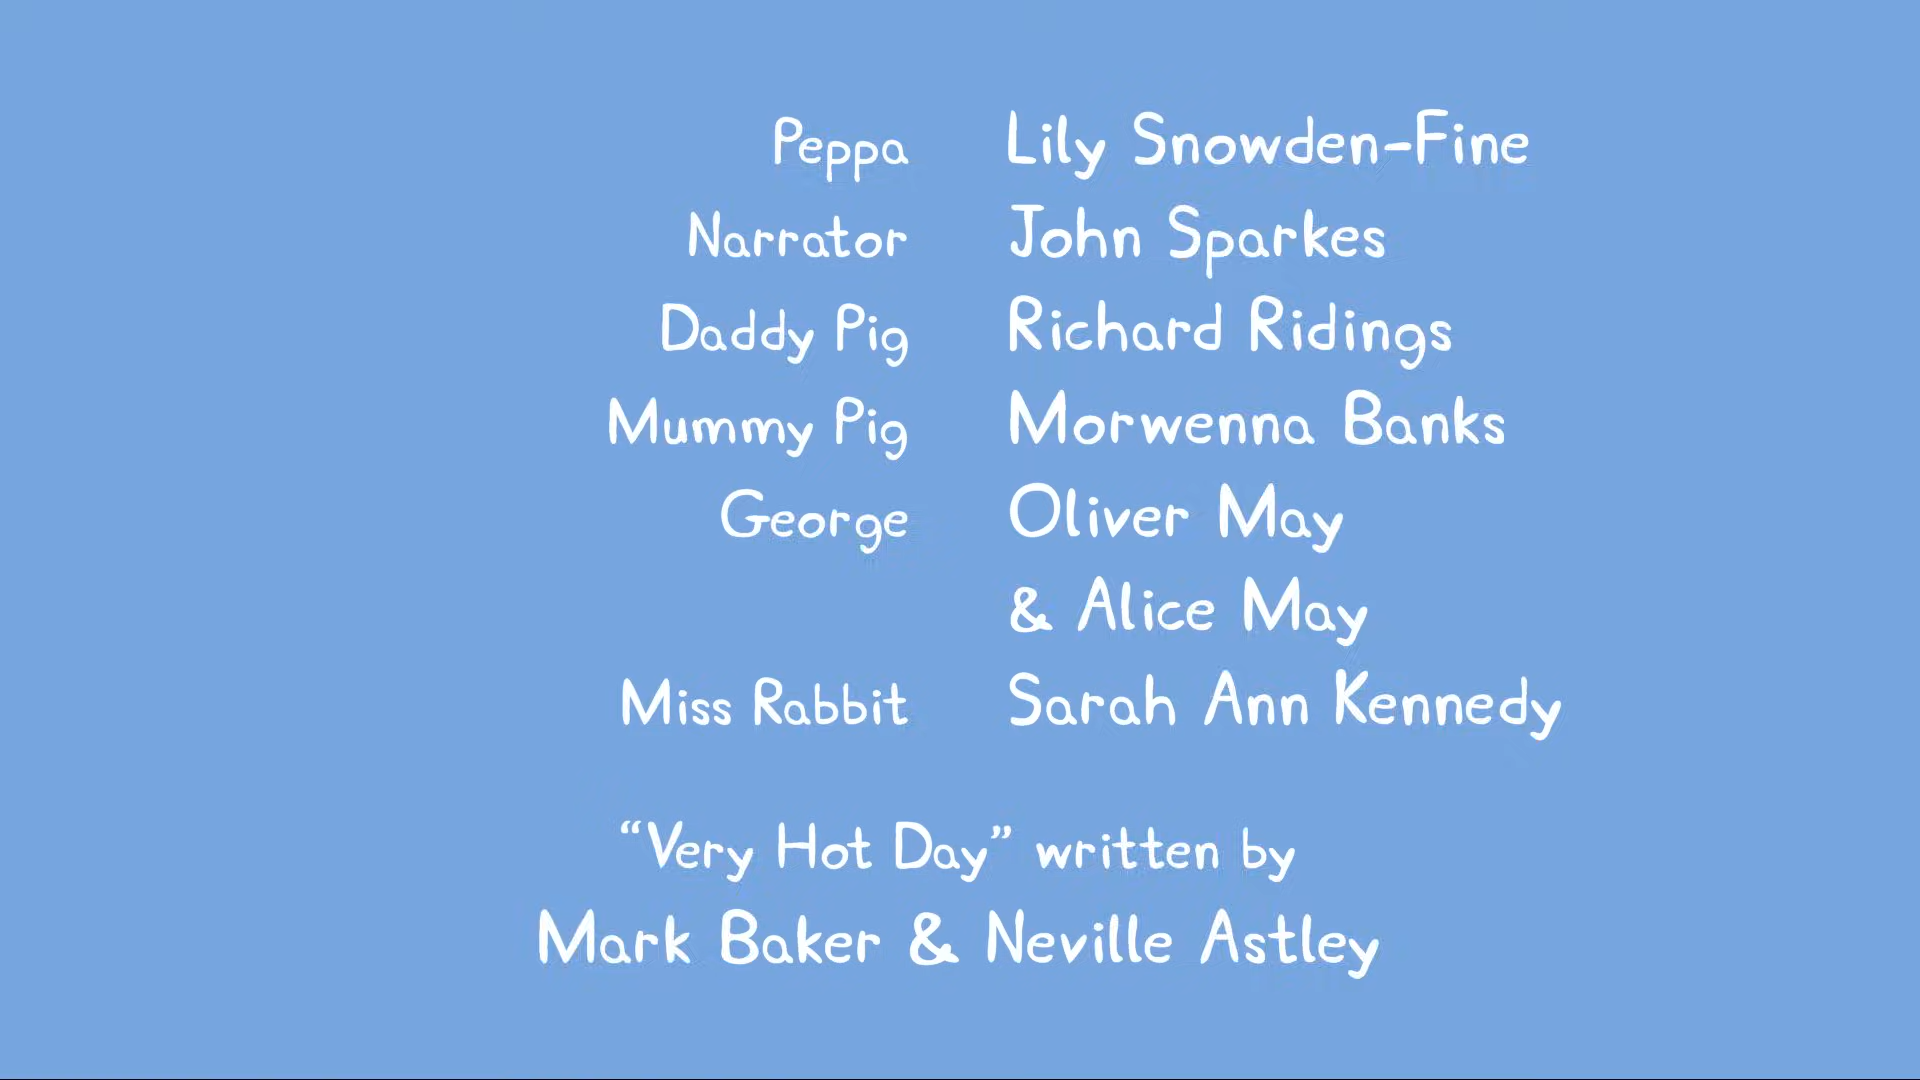 Peppa Lily Snowden-Fine
Narrator John Sparkes
Daddy Pig Richard Ridings
Mummy Pig Morwenna Banks
George Oliver May
& Alice May
Miss Rabbit Sarah Ann Kennedy
“Very Hot Day” written by
Mark Baker & Neville Astley